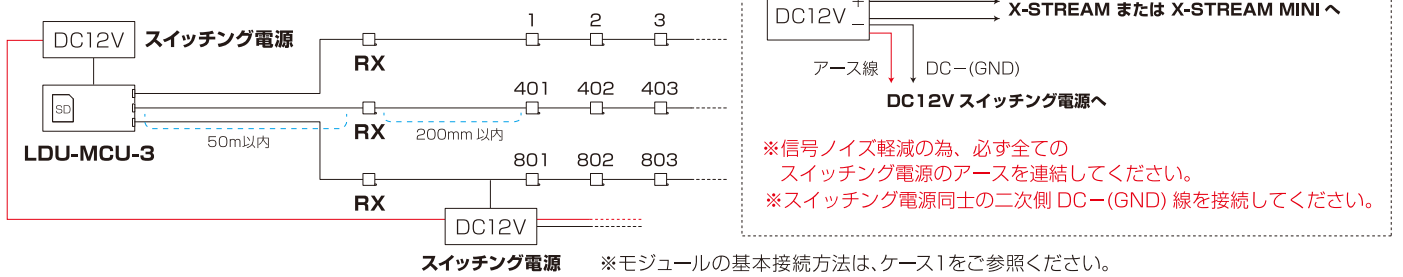 DC12V スイッチング電源
1 2 3
RX
SD
LDU-MCU-3
401 402 403
RX
50m以内
200mm 以内
801 802 803
RX
DC12V
スイッチング電源
※モジュールの基本接続方法は、ケース1をご参照ください。
DC12V
+
−
X-STREAM または X-STREAM MINI へ
アース線
DC−(GND)
DC12V スイッチング電源へ
※信号ノイズ軽減の為、必ず全ての
スイッチング電源のアースを連結してください。
※スイッチング電源同士の二次側 DC−(GND) 線を接続してください。